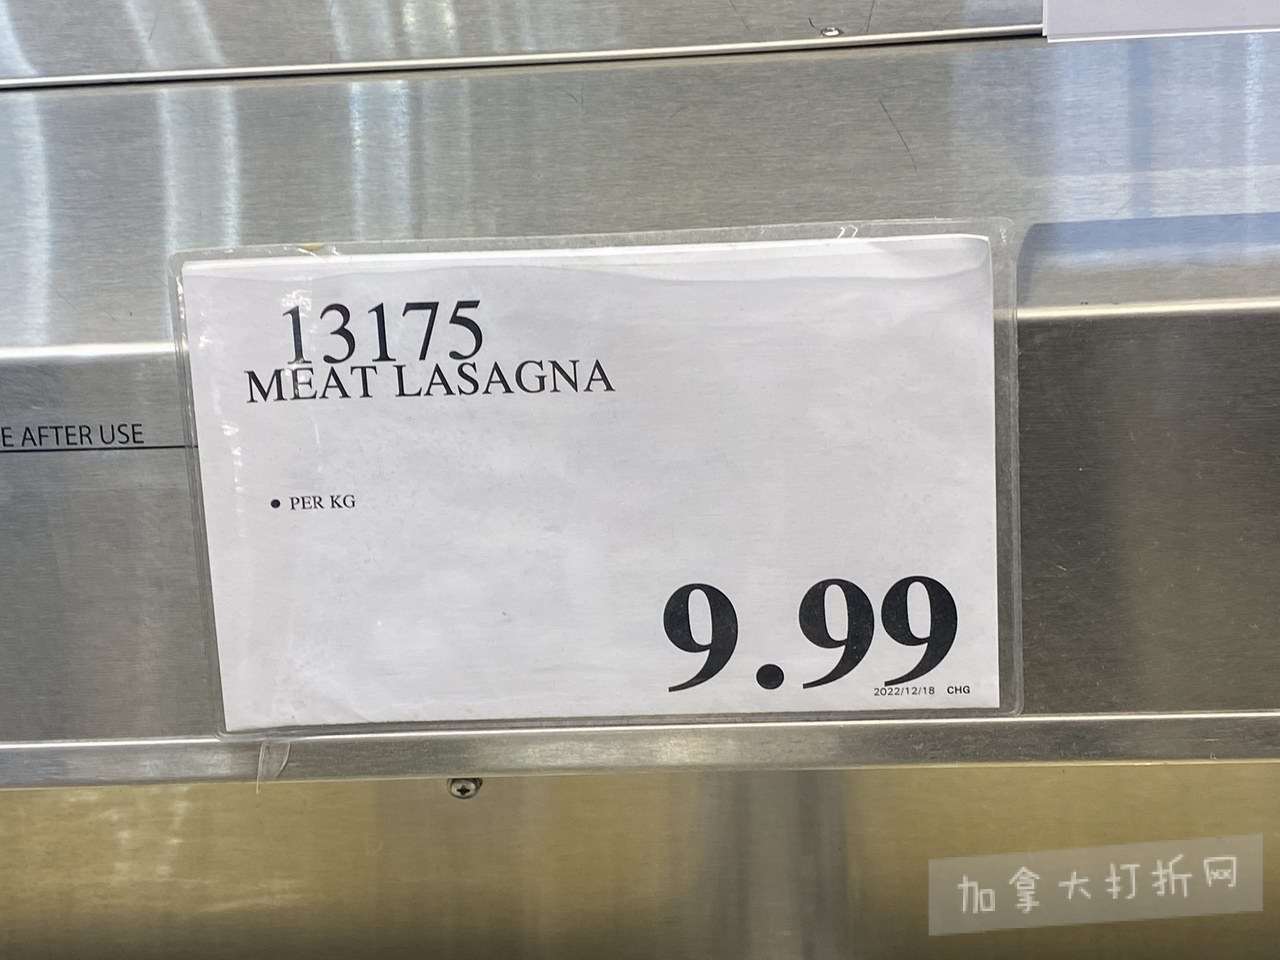 13175
MEAT LASAGNA
E AFTER USE
• PER KG
9.99
2022/12/18 CHG
加拿大打折网